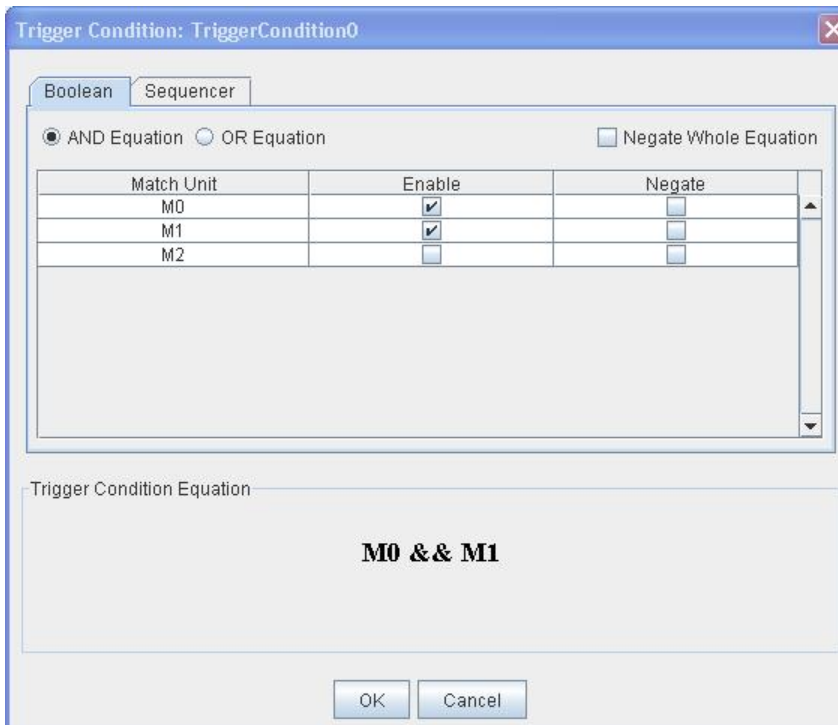 Trigger Condition: TriggerCondition0
Boolean Sequencer
AND Equation OR Equation Negate Whole Equation
Match Unit Enable Negate
M0
M1
M2
Trigger Condition Equation
M0 && M1
OK Cancel